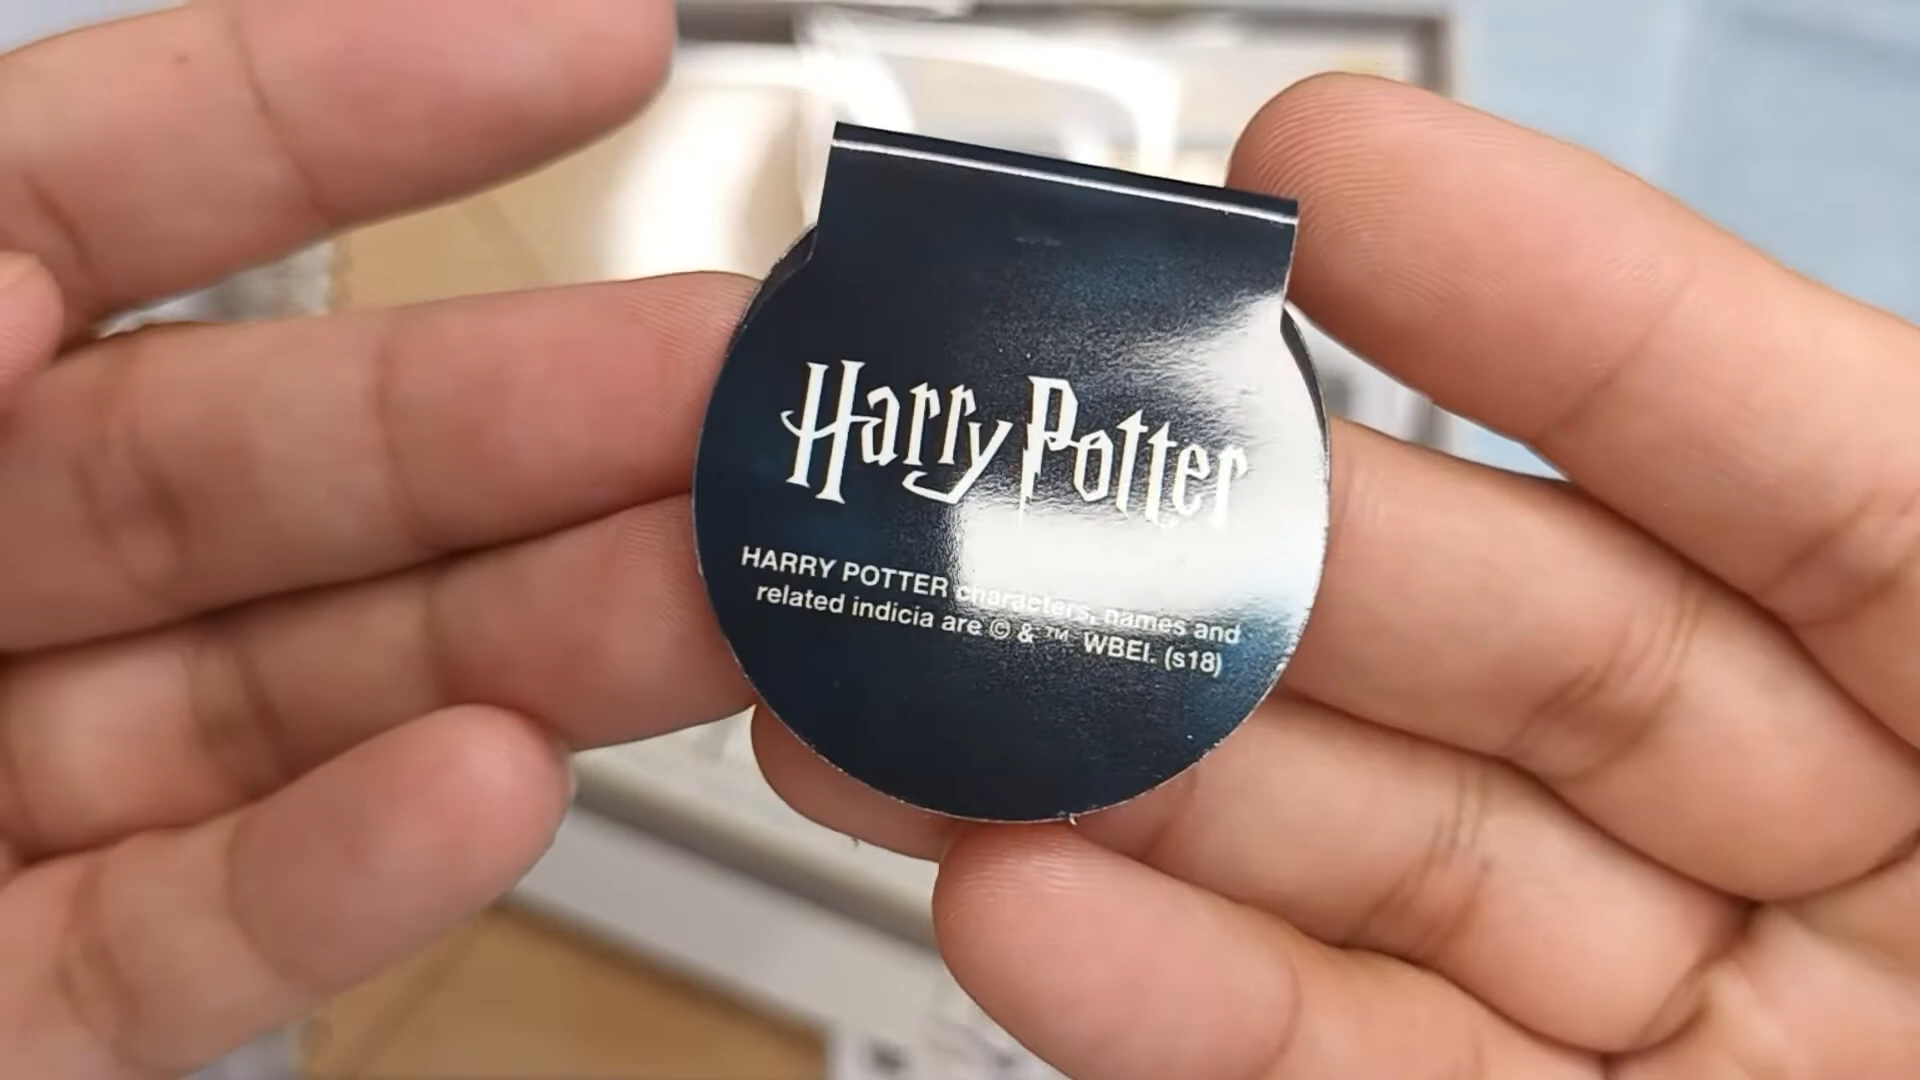 Harry Potter
HARRY POTTER characters, names and
related indicia are © & ™ WBEI. (s18)